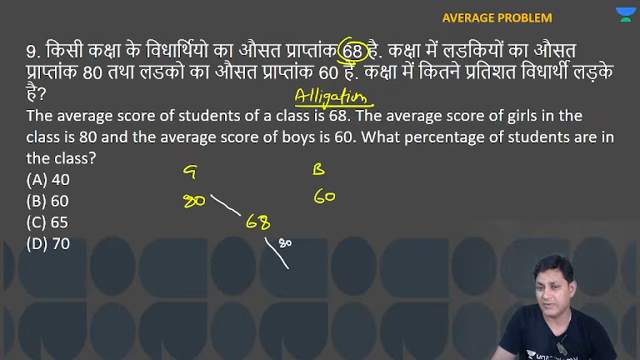 AVERAGE PROBLEM
9. किसी कक्षा के विधार्थियो का औसत प्राप्तांक 68 है. कक्षा में लडकियों का औसत
प्राप्तांक 80 तथा लडको का औसत प्राप्तांक 60 हैं. कक्षा में कितने प्रतिशत विधार्थी लड़के
है?
Alligation
The average score of students of a class is 68. The average score of girls in the
class is 80 and the average score of boys is 60. What percentage of students are in
the class?
(A) 40
(B) 60
(C) 65
(D) 70
G B
80 60
68
80